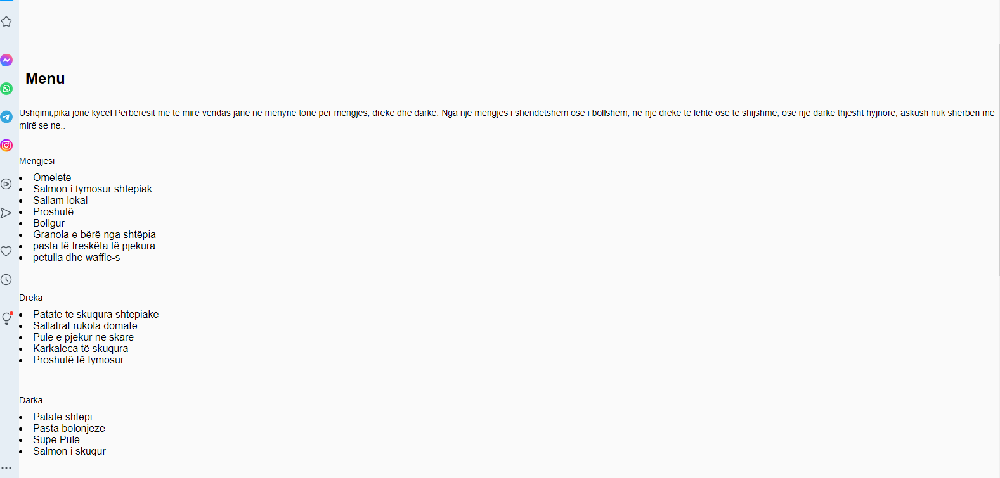 Menu
Ushqimi,pika jone kyce! Përbërësit më të mirë vendas janë në menynë tone për mëngjes, drekë dhe darkë. Nga një mëngjes i shëndetshëm ose i bollshëm, në një drekë të lehtë ose të shijshme, ose një darkë thjesht hyjnore, askush nuk shërben më
mirë se ne..
Mengjesi
Omelete
Salmon i tymosur shtëpiak
Sallam lokal
Proshutë
Bollgur
Granola e bërë nga shtëpia
pasta të freskëta të pjekura
petulla dhe waffle-s
Dreka
Patate të skuqura shtëpiake
Sallatrat rukola domate
Pulë e pjekur në skarë
Karkaleca të skuqura
Proshutë të tymosur
Darka
Patate shtepi
Pasta bolonjeze
Supe Pule
Salmon i skuqur